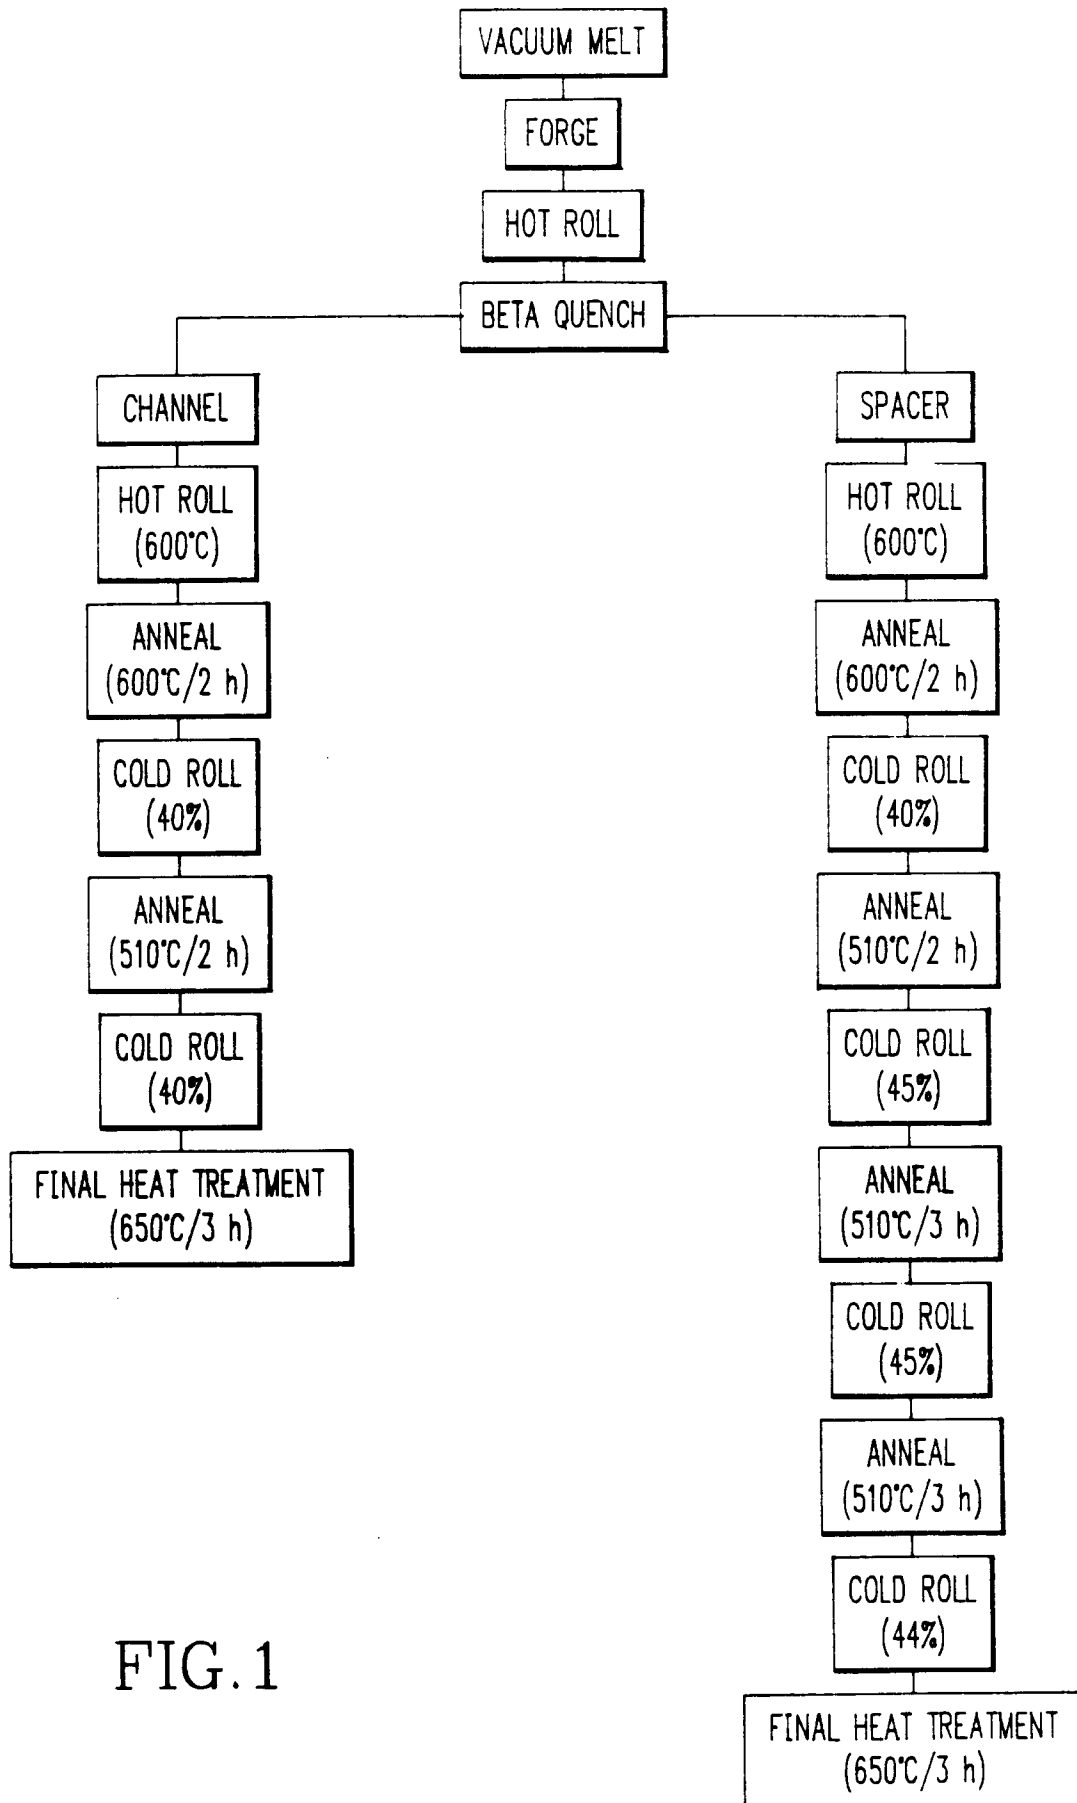 VACUUM MELT
FORGE
HOT ROLL
BETA QUENCH
CHANNEL
HOT ROLL
(600°C)
ANNEAL
(600°C/2 h)
COLD ROLL
(40%)
ANNEAL
(510°C/2 h)
COLD ROLL
(40%)
FINAL HEAT TREATMENT
(650°C/3 h)
SPACER
HOT ROLL
(600°C)
ANNEAL
(600°C/2 h)
COLD ROLL
(40%)
ANNEAL
(510°C/2 h)
COLD ROLL
(45%)
ANNEAL
(510°C/3 h)
COLD ROLL
(45%)
ANNEAL
(510°C/3 h)
COLD ROLL
(44%)
FINAL HEAT TREATMENT
(650°C/3 h)
FIG. 1